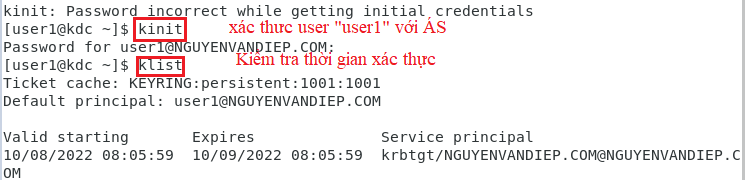 kinit: Password incorrect while getting initial credentials
[user1@kdc ~]$ kinit xác thưc user "user1" với ÁS
Password for user1@NGUYENVANDIEP.COM:
[user1@kdc ~]$ klist Kiểm tra thời gian xác thực
Ticket cache: KEYRING:persistent:1001:1001
Default principal: user1@NGUYENVANDIEP.COM
Valid starting Expires Service principal
10/08/2022 08:05:59 10/09/2022 08:05:59 krbtgt/NGUYENVANDIEP.COM@NGUYENVANDIEP.C
OM